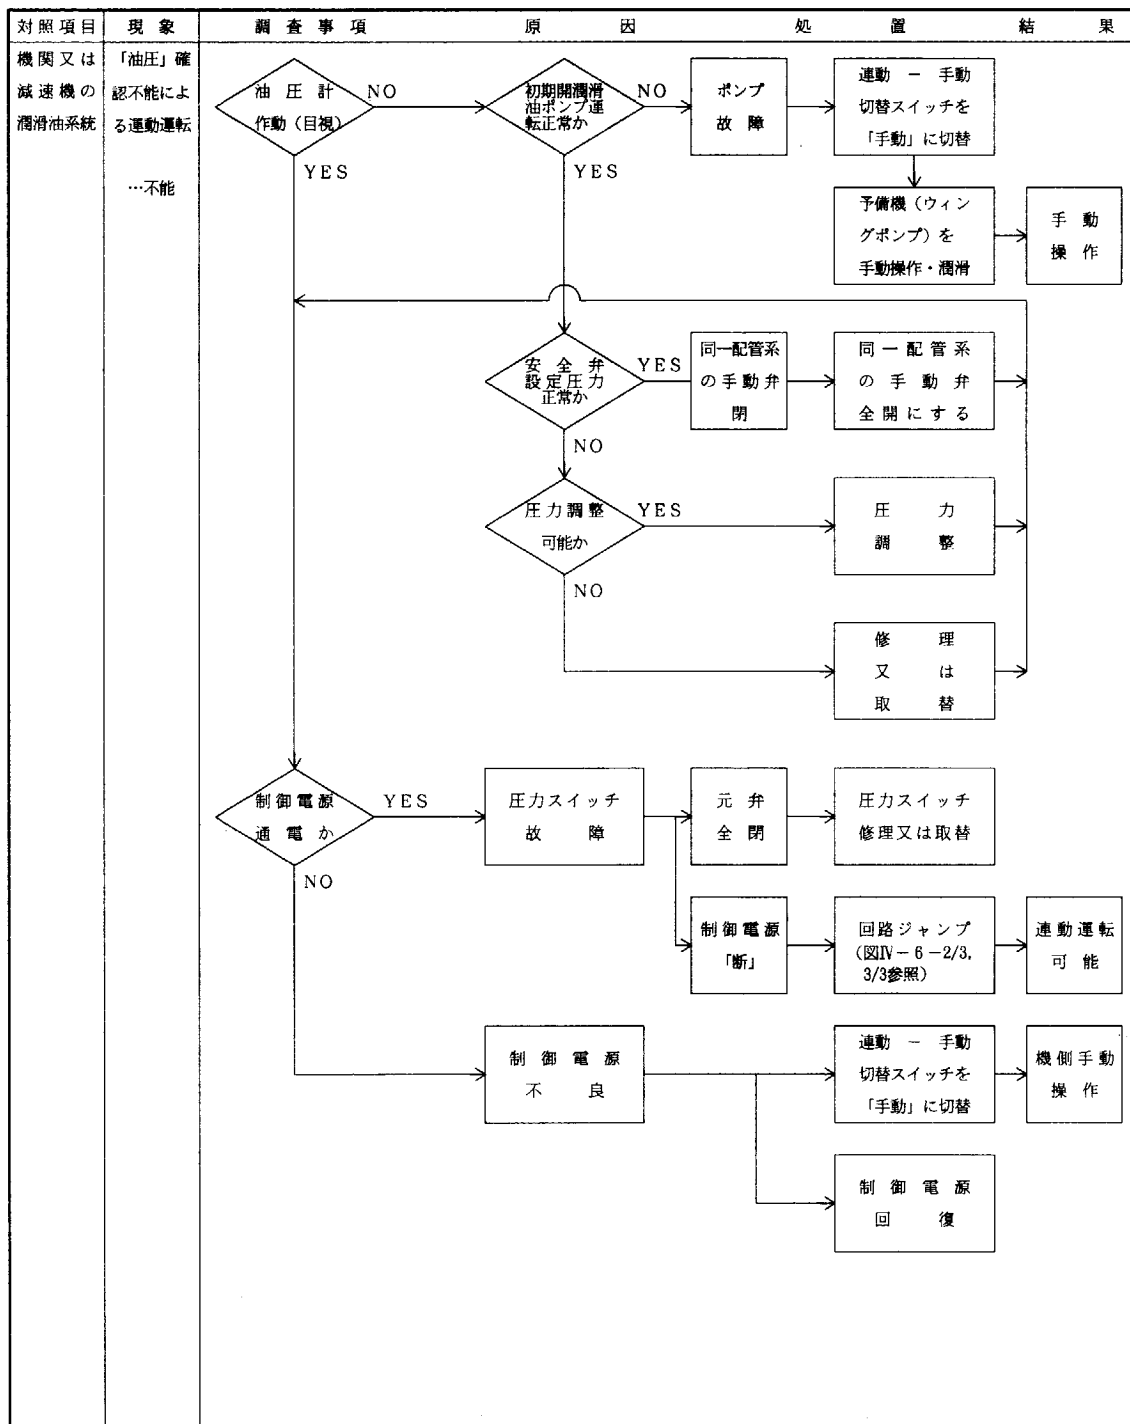 対照項目 現象 調査事項 原因 処置 結果
機関又は
減速機の
潤滑油系統
「油圧」確
認不能によ
る運動運転
…不能
油圧計
作動(目視)
NO
YES
初期開潤滑
油ポンプ運
転正常か
NO
YES
ポンプ
故障
連動－手動
切替スイッチを
「手動」に切替
予備機(ウィン
グポンプ)を
手動操作・潤滑
手動
操作
安全弁
設定圧力
正常か
YES
NO
同一配管系
の手動弁
閉
同一配管系
の手動弁
全開にする
圧力調整
可能か
YES
NO
圧力
調整
修理
又は
取替
制御電源
通電か
YES
NO
圧力スイッチ
故障
元弁
全閉
圧力スイッチ
修理又は取替
制御電源
「断」
回路ジャンプ
(図Ⅳ－6－2/3,
3/3参照)
連動運転
可能
制御電源
不良
連動－手動
切替スイッチを
「手動」に切替
機側手動
操作
制御電源
回復